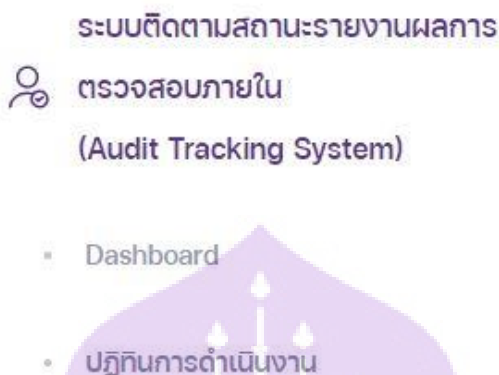 ระบบติดตามสถานะรายงานผลการ
ตรวจสอบภายใน
(Audit Tracking System)
Dashboard
ปฏิทินการดำเนินงาน